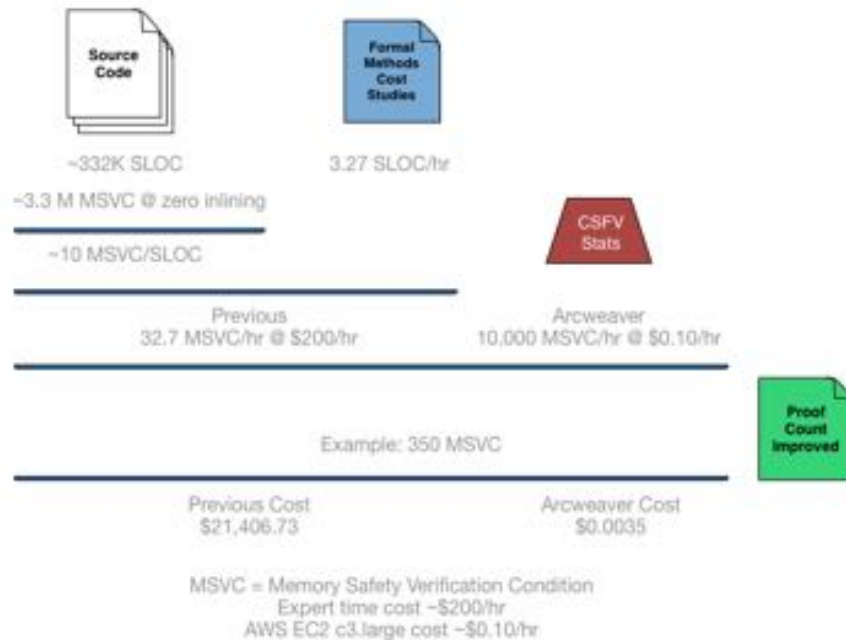 Source
Code
Formal
Methods
Cost
Studies
~332K SLOC
3.27 SLOC/hr
~3.3 M MSVC @ zero inlining
CSFV
Stats
~10 MSVC/SLOC
Previous
32.7 MSVC/hr @ $200/hr
Arcweaver
10,000 MSVC/hr @ $0.10/hr
Proof
Count
Improved
Example: 350 MSVC
Previous Cost
$21,406.73
Arcweaver Cost
$0.0035
MSVC = Memory Safety Verification Condition
Expert time cost ~$200/hr
AWS EC2 c3.large cost ~$0.10/hr